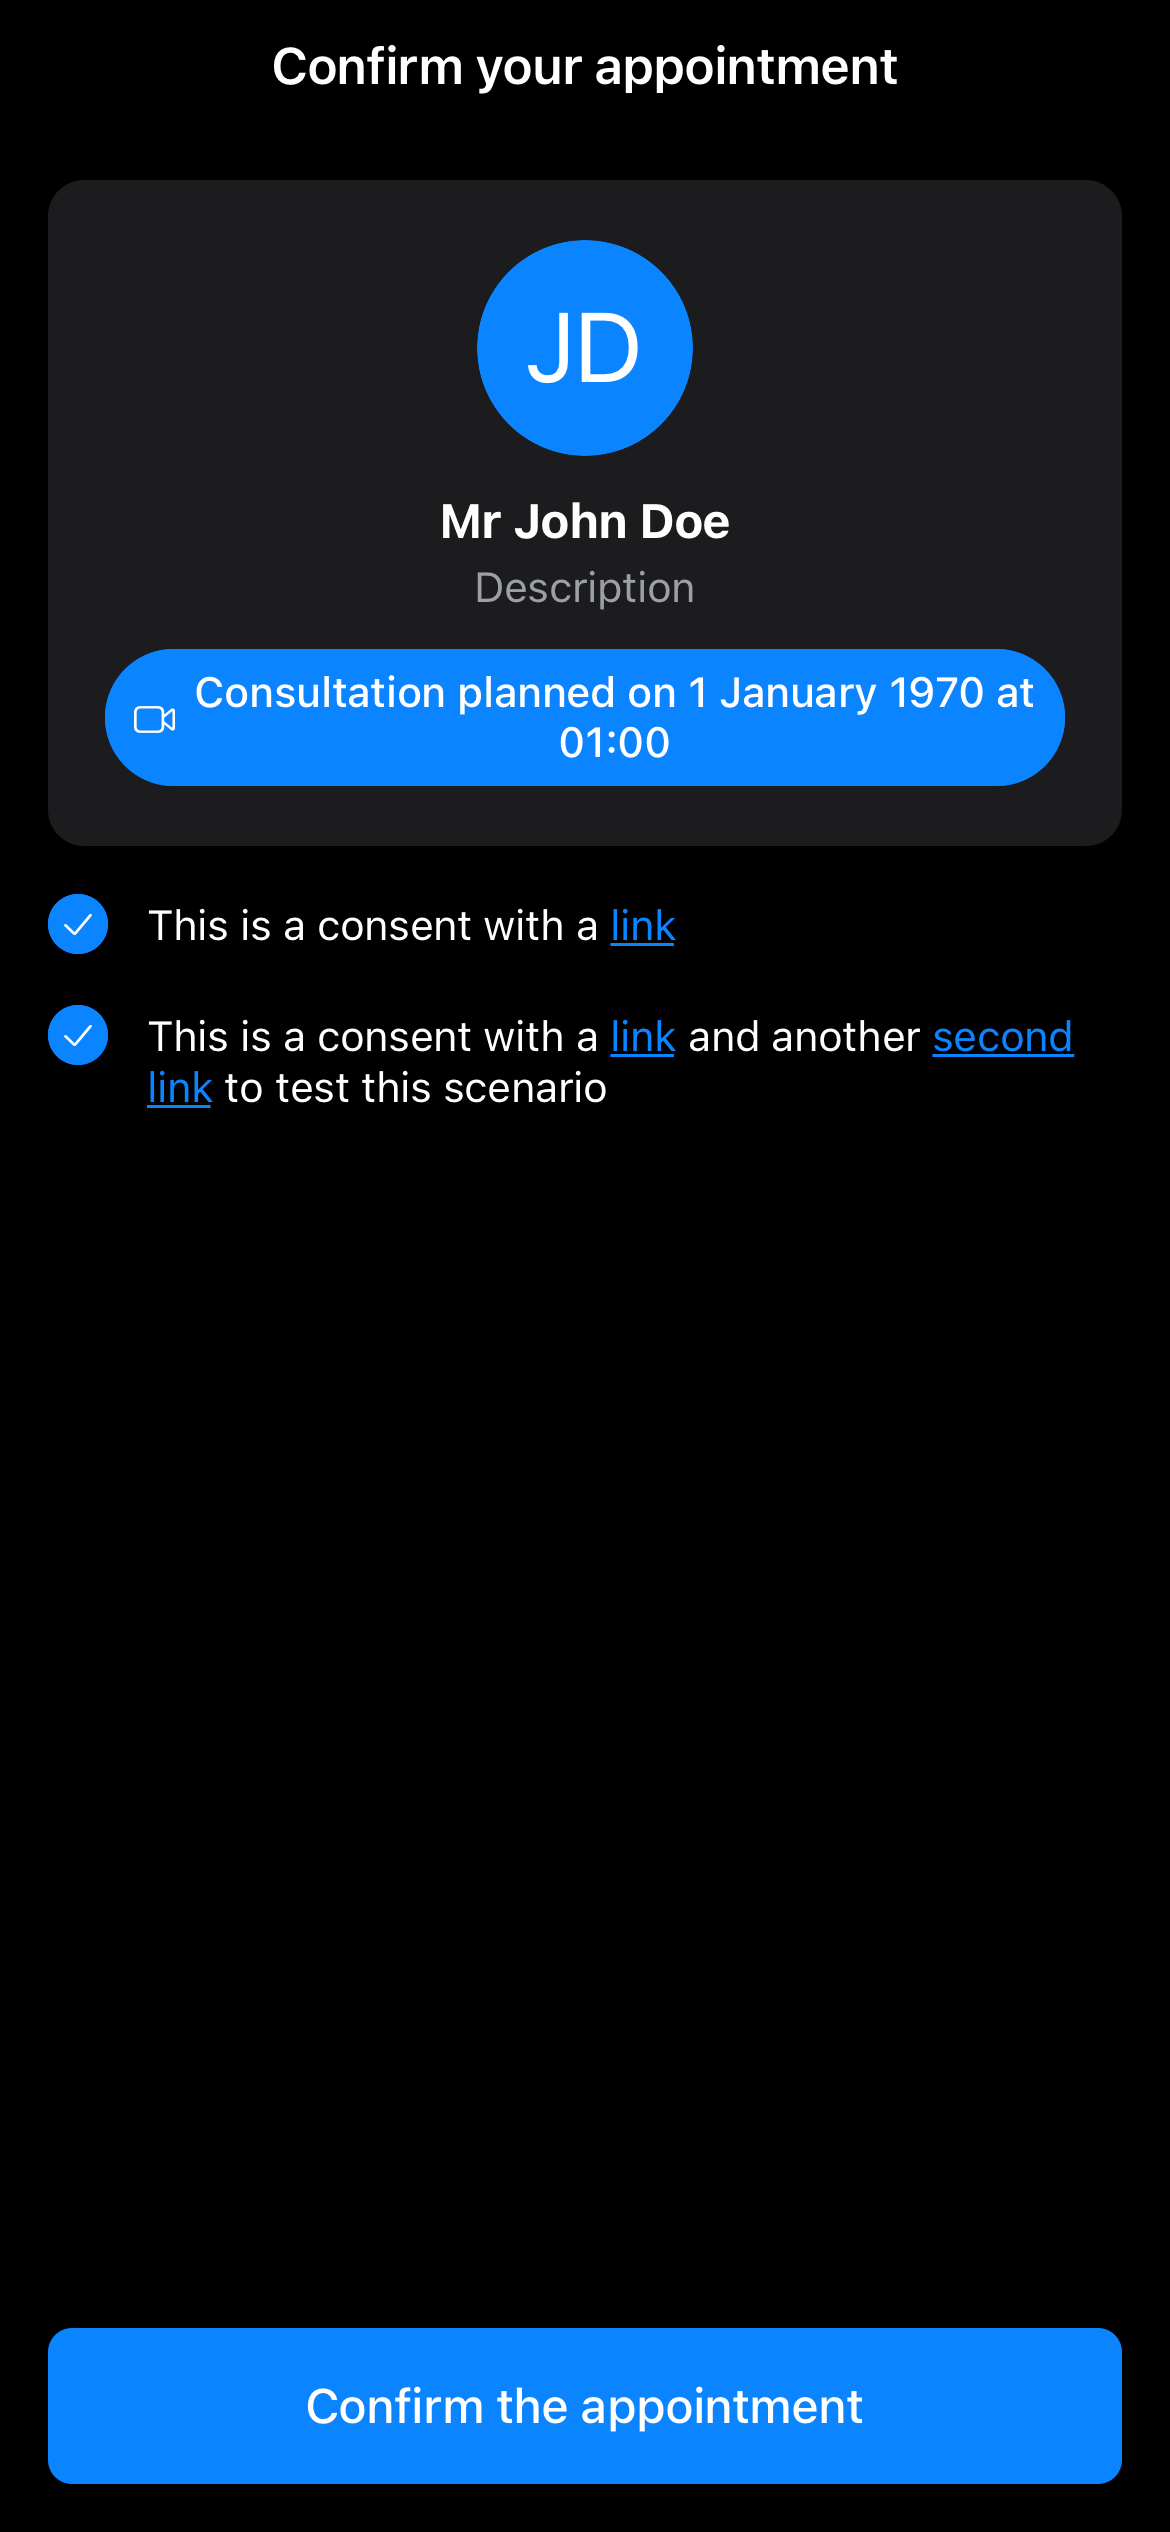 Confirm your appointment
JD
Mr John Doe
Description
Consultation planned on 1 January 1970 at
01:00
This is a consent with a link
This is a consent with a link and another second
link to test this scenario
Confirm the appointment